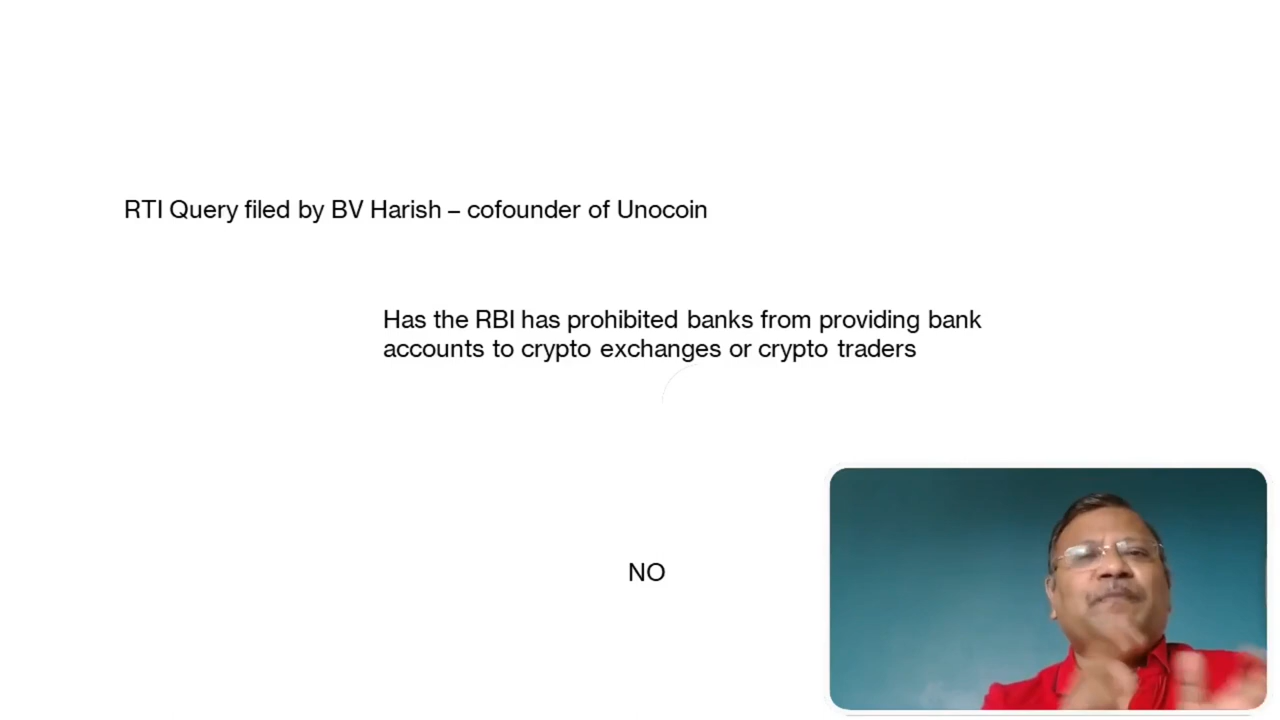 RTI Query filed by BV Harish – cofounder of Unocoin
Has the RBI has prohibited banks from providing bank
accounts to crypto exchanges or crypto traders
NO